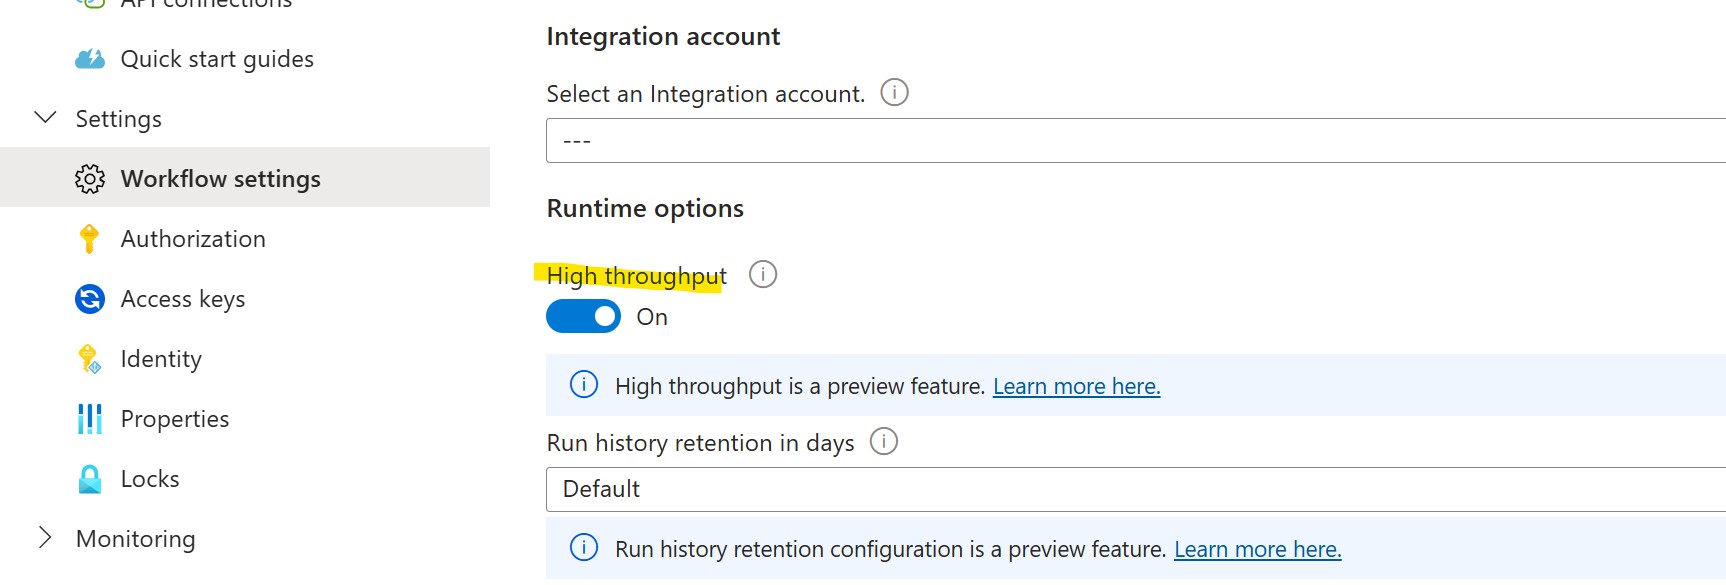 API connections
Quick start guides
Settings
Workflow settings
Authorization
Access keys
Identity
Properties
Locks
Monitoring
Integration account
Select an Integration account.
---
Runtime options
High throughput
On
High throughput is a preview feature. Learn more here.
Run history retention in days
Default
Run history retention configuration is a preview feature. Learn more here.